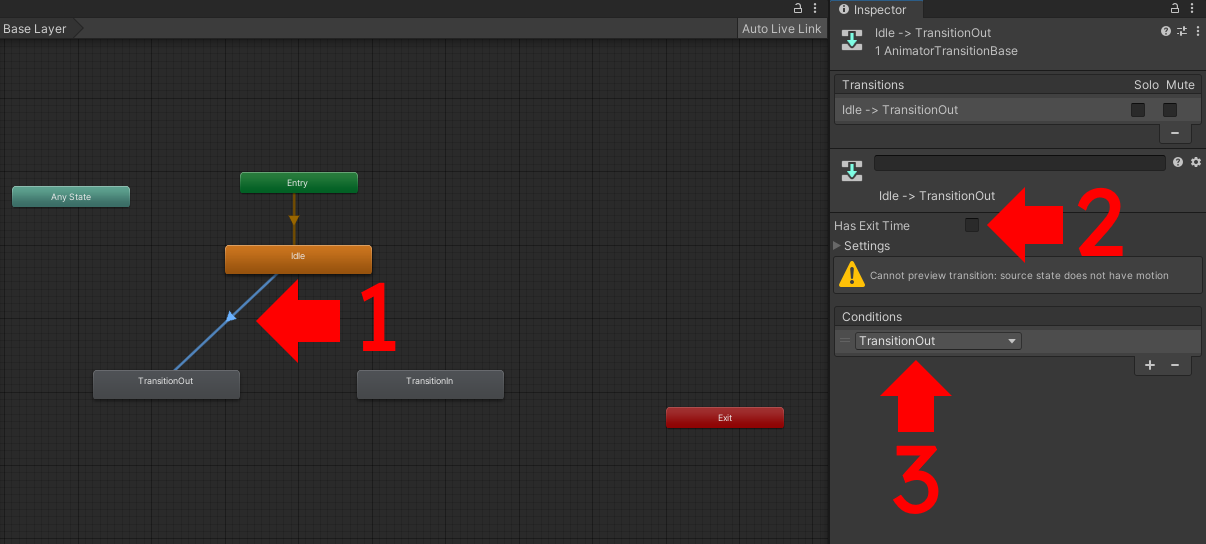 Base Layer
Auto Live Link
Any State
Entry
Idle
1
TransitionOut
TransitionIn
Exit
Inspector
Idle -> TransitionOut
1 AnimatorTransitionBase
Transitions Solo Mute
Idle -> TransitionOut
Idle -> TransitionOut
Has Exit Time
2
Settings
Cannot preview transition: source state does not have motion
Conditions
TransitionOut
3